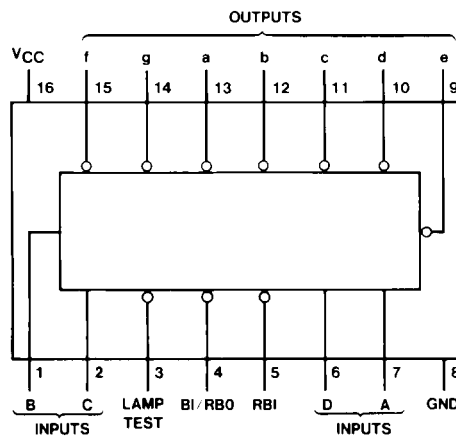 OUTPUTS
VCC f g a b c d e
16 15 14 13 12 11 10 9
1 2 3 4 5 6 7 8
B C LAMP TEST BI/RBO RBI D A GND
INPUTS INPUTS